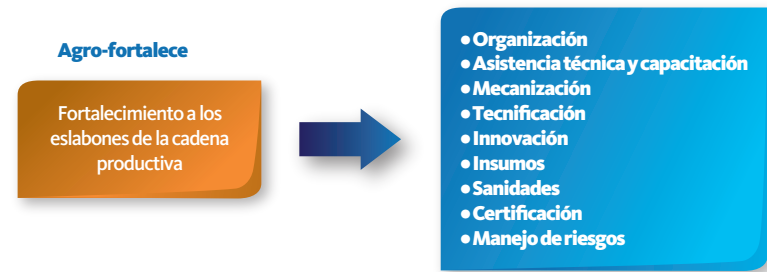 Agro-fortalece
Fortalecimiento a los
eslabones de la cadena
productiva
• Organización
• Asistencia técnica y capacitación
• Mecanización
• Tecnificación
• Innovación
• Insumos
• Sanidades
• Certificación
• Manejo de riesgos